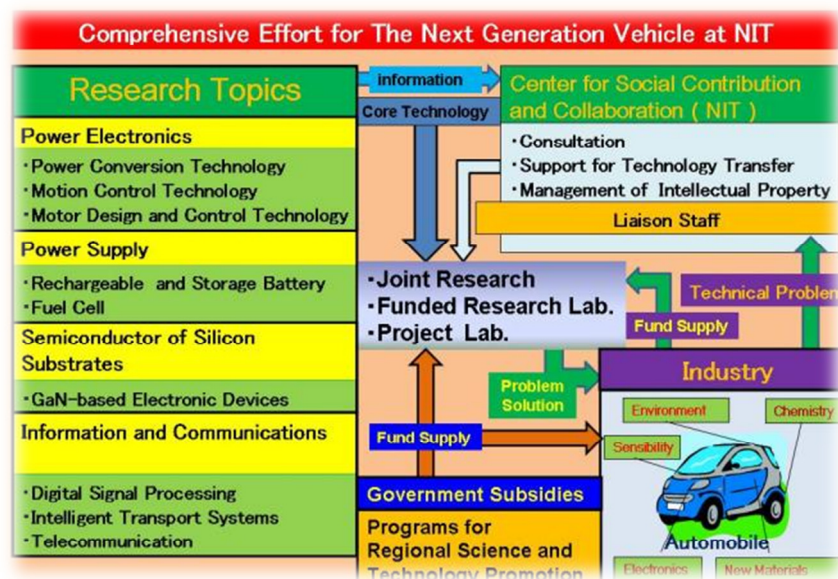 Comprehensive Effort for The Next Generation Vehicle at NIT
Research Topics
Power Electronics
・Power Conversion Technology
・Motion Control Technology
・Motor Design and Control Technology
Power Supply
・Rechargeable and Storage Battery
・Fuel Cell
Semiconductor of Silicon
Substrates
・GaN-based Electronic Devices
Information and Communications
・Digital Signal Processing
・Intelligent Transport Systems
・Telecommunication
information
Core Technology
Center for Social Contribution
and Collaboration ( NIT )
・Consultation
・Support for Technology Transfer
・Management of Intellectual Property
Liaison Staff
・Joint Research
・Funded Research Lab.
・Project Lab.
Technical Problem
Fund Supply
Problem
Solution
Industry
Environment
Chemistry
Sensibility
Automobile
Electronics
New Materials
Fund Supply
Government Subsidies
Programs for
Regional Science and
Technology Promotion